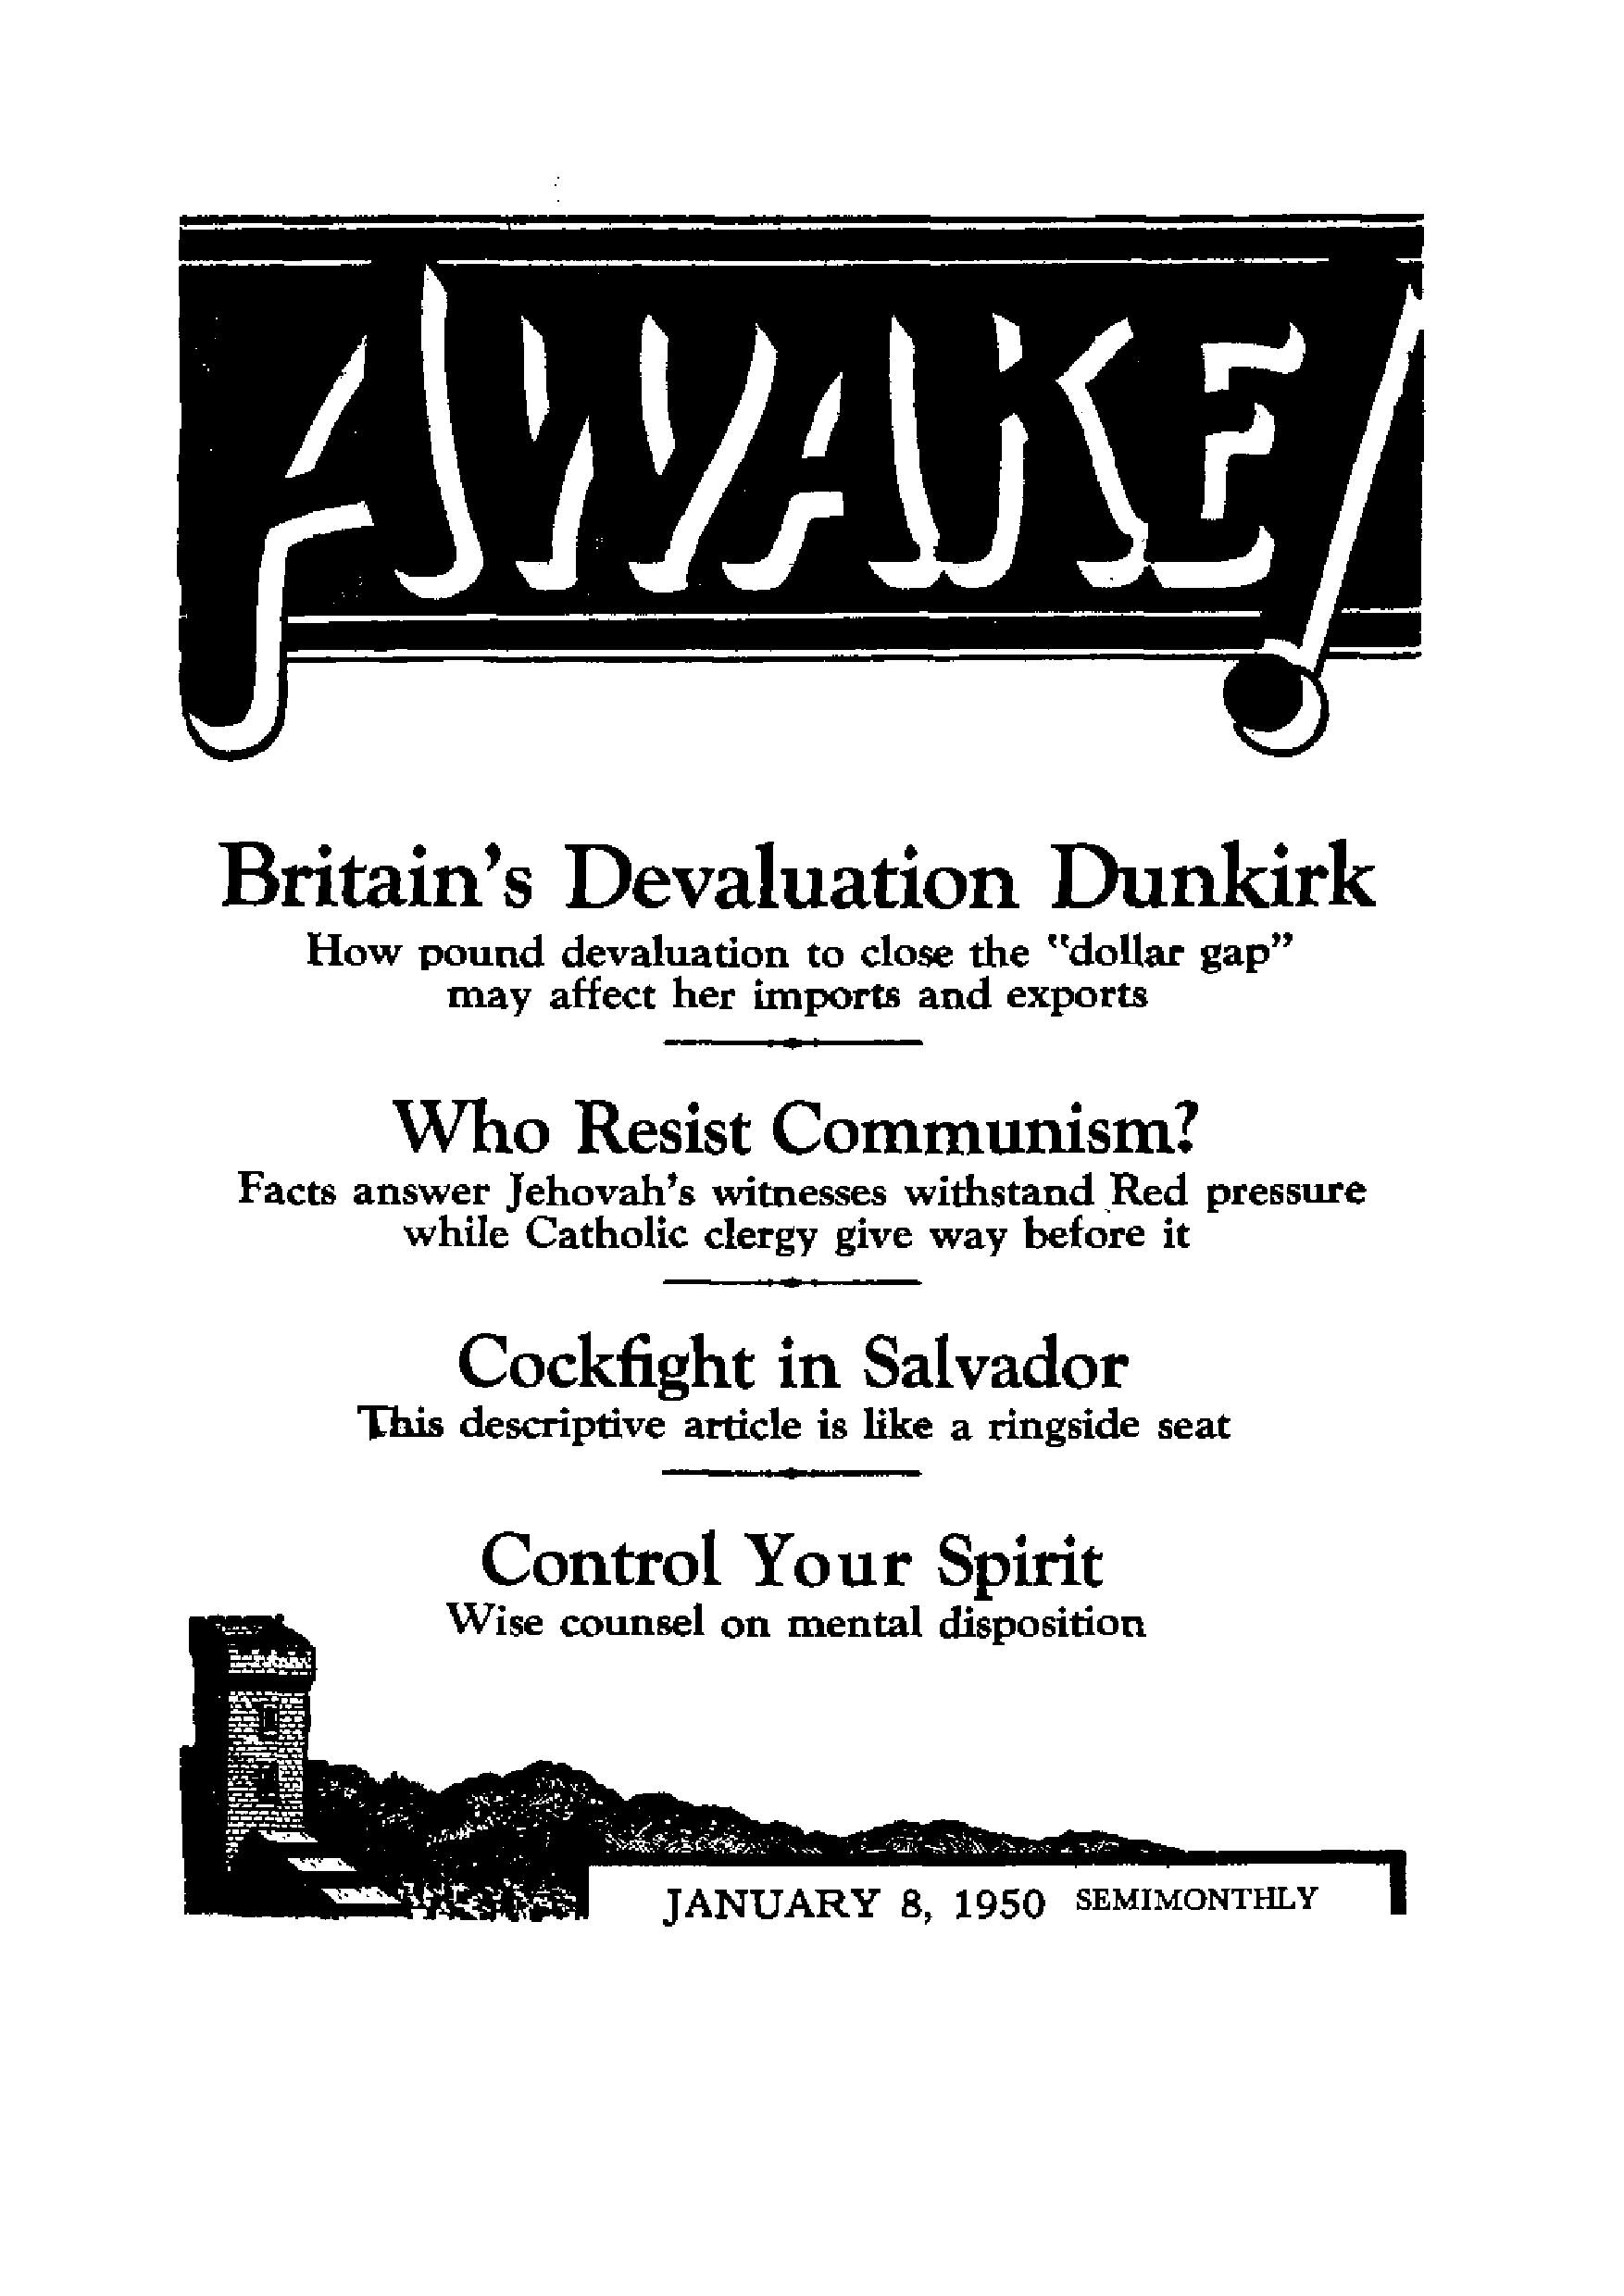 AWAKE!
Britain's Devaluation Dunkirk
How pound devaluation to close the "dollar gap"
may affect her imports and exports
Who Resist Communism?
Facts answer Jehovah's witnesses withstand Red pressure
while Catholic clergy give way before it
Cockfight in Salvador
This descriptive article is like a ringside seat
Control Your Spirit
Wise counsel on mental disposition
JANUARY 8, 1950 SEMIMONTHLY